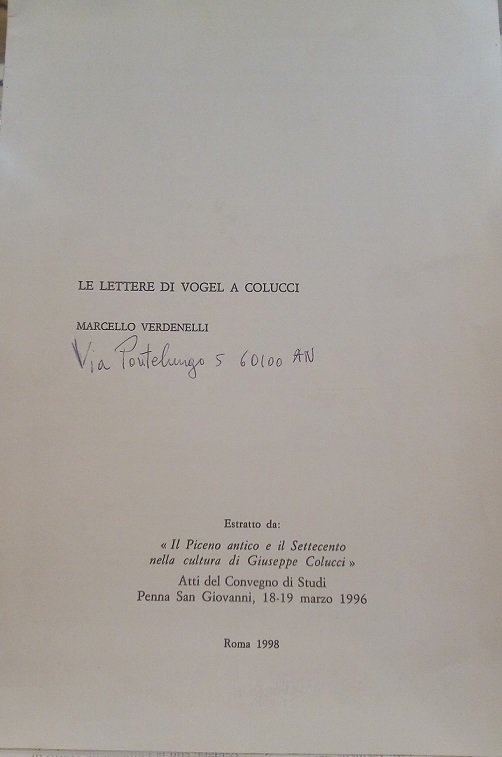 LE LETTERE DI VOGEL A COLUCCI
MARCELLO VERDENELLI
Via Pontelungo 5 60100 AN
Estratto da:
« Il Piceno antico e il Settecento
nella cultura di Giuseppe Colucci »
Atti del Convegno di Studi
Penna San Giovanni, 18-19 marzo 1996
Roma 1998